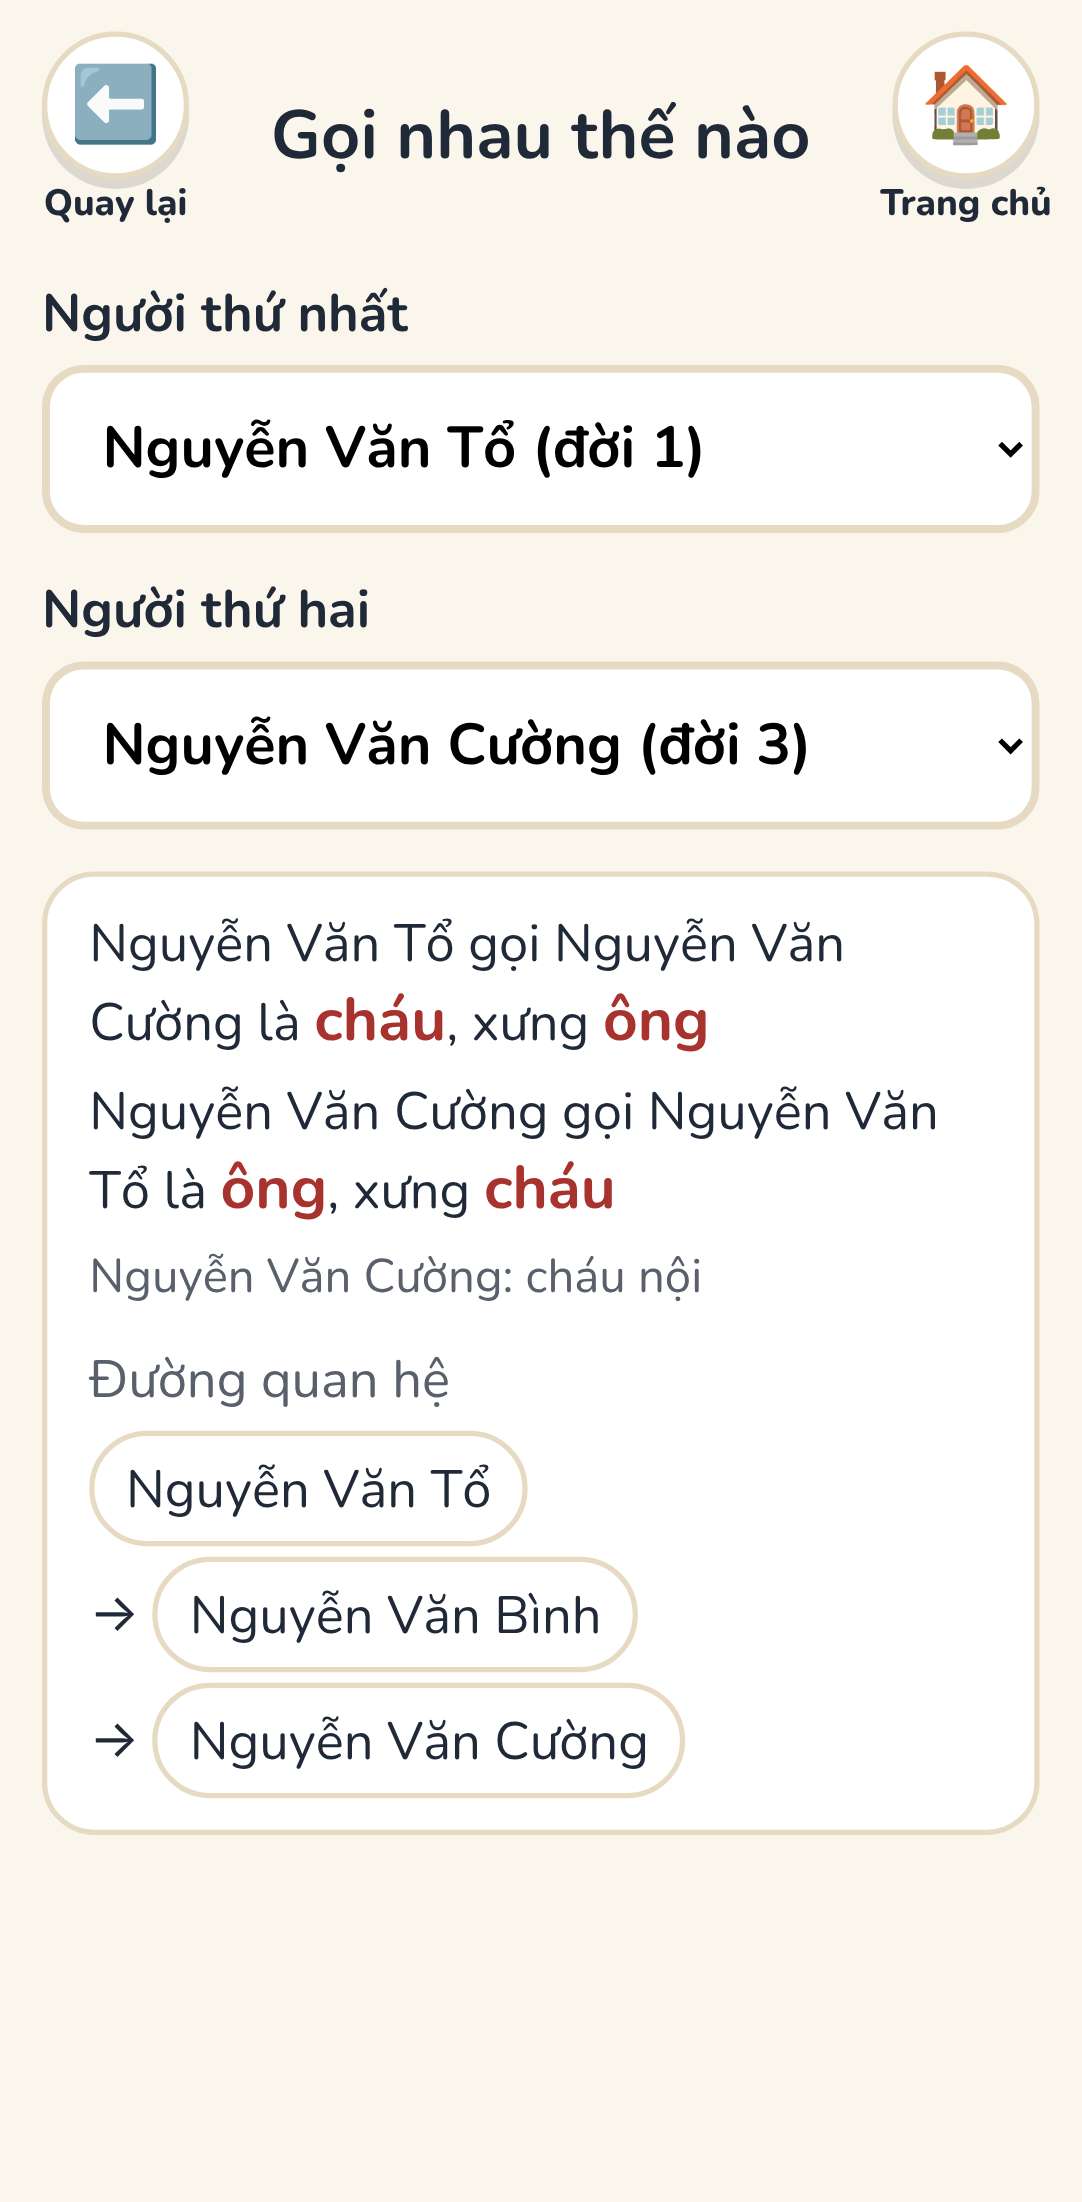 Gọi nhau thế nào
Quay lại
Trang chủ
Người thứ nhất
Nguyễn Văn Tổ (đời 1)
Người thứ hai
Nguyễn Văn Cường (đời 3)
Nguyễn Văn Tổ gọi Nguyễn Văn
Cường là cháu, xưng ông
Nguyễn Văn Cường gọi Nguyễn Văn
Tổ là ông, xưng cháu
Nguyễn Văn Cường: cháu nội
Đường quan hệ
Nguyễn Văn Tổ
→ Nguyễn Văn Bình
→ Nguyễn Văn Cường